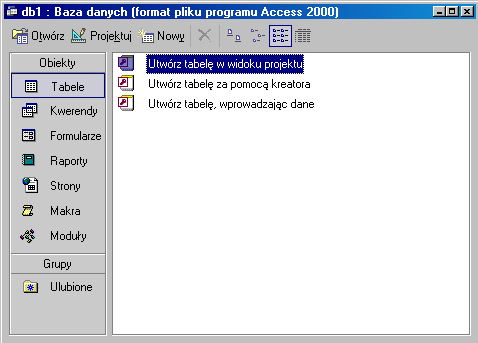 db1 : Baza danych (format pliku programu Access 2000)
Otwórz Projektuj Nowy
Obiekty
Tabele
Kwerendy
Formularze
Raporty
Strony
Makra
Moduły
Grupy
Ulubione
Utwórz tabelę w widoku projektu
Utwórz tabelę za pomocą kreatora
Utwórz tabelę, wprowadzając dane